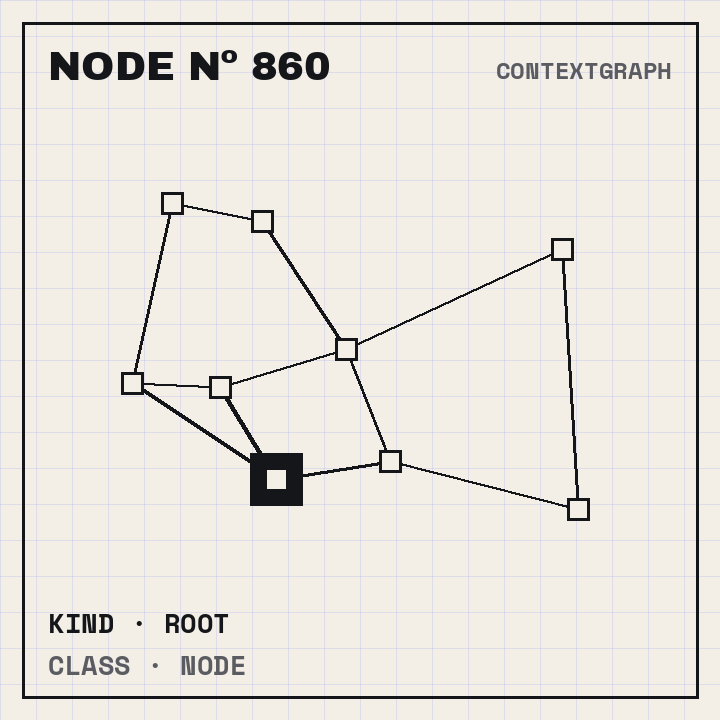 NODE Nº 860
CONTEXTGRAPH
KIND · ROOT
CLASS · NODE